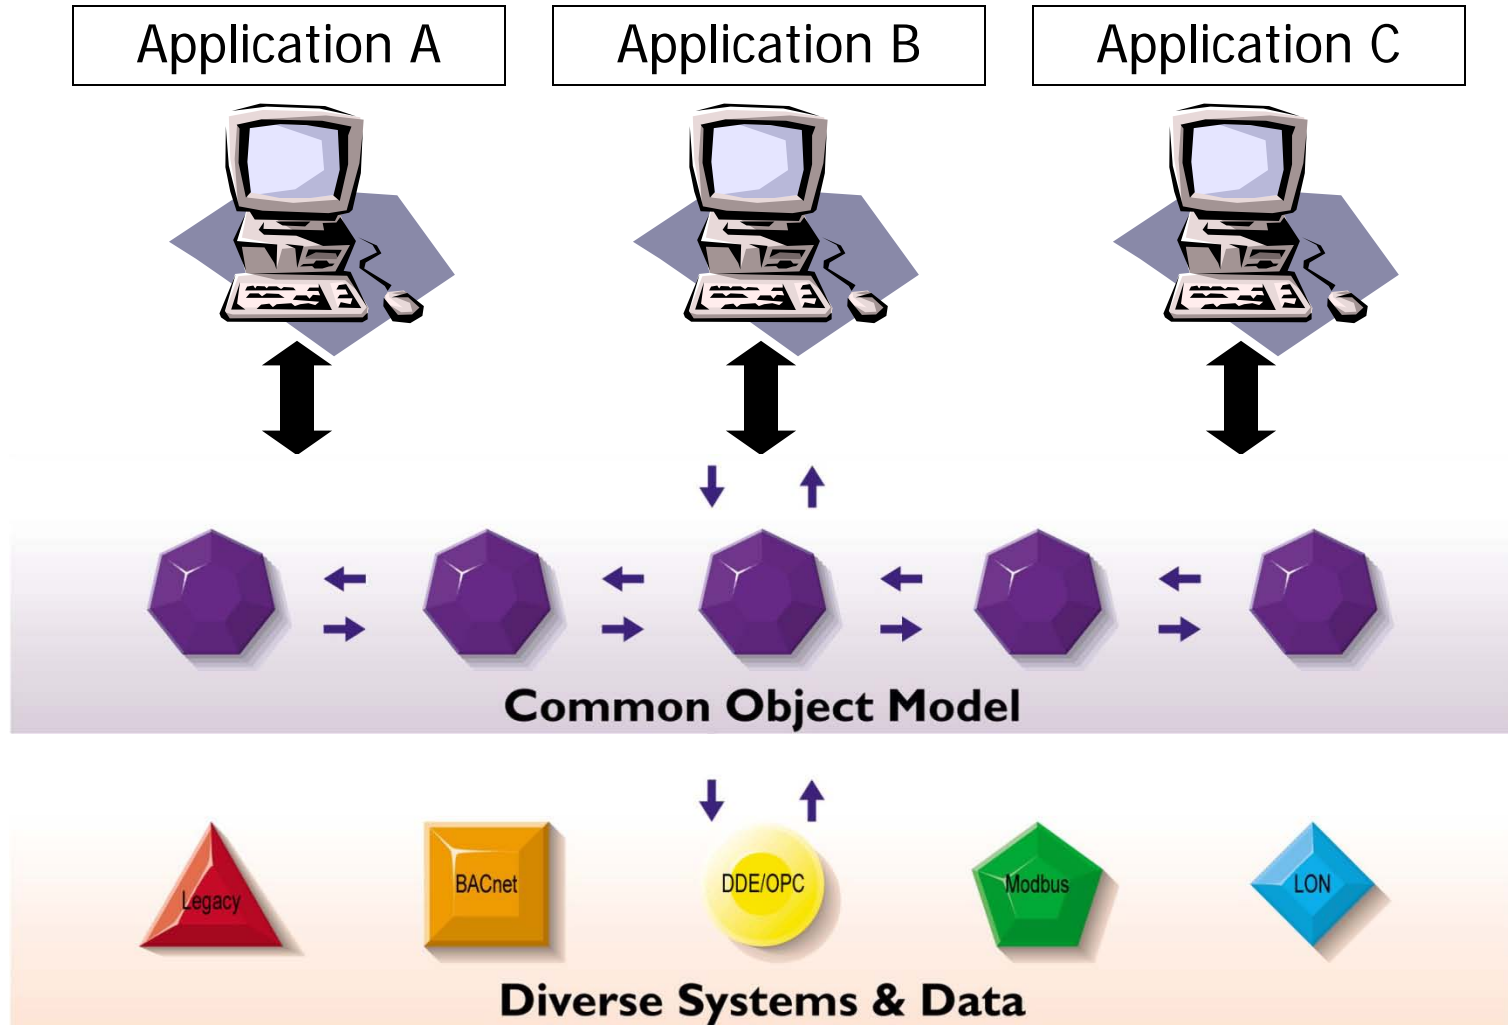 Application A
Application B
Application C
Common Object Model
Legacy
BACnet
DDE/OPC
Modbus
LON
Diverse Systems & Data